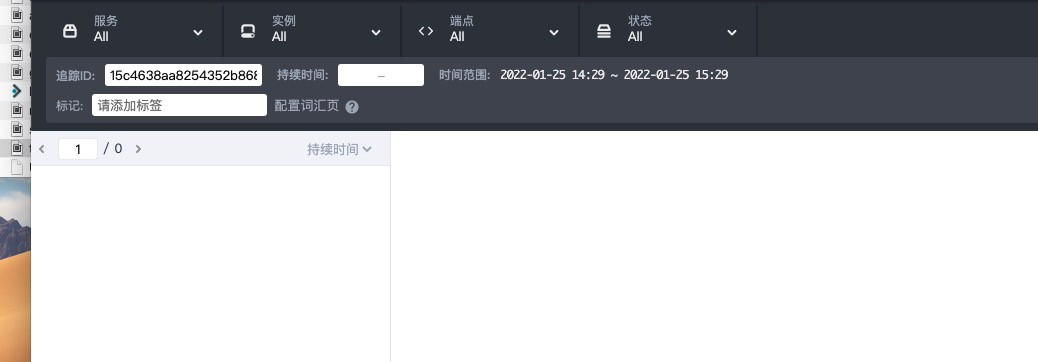 服务 实例 端点 状态
All All All All
追踪ID: 15c4638aa8254352b868 持续时间: – 时间范围: 2022-01-25 14:29 ~ 2022-01-25 15:29
标记: 请添加标签 配置词汇页 ?
1 / 0 持续时间